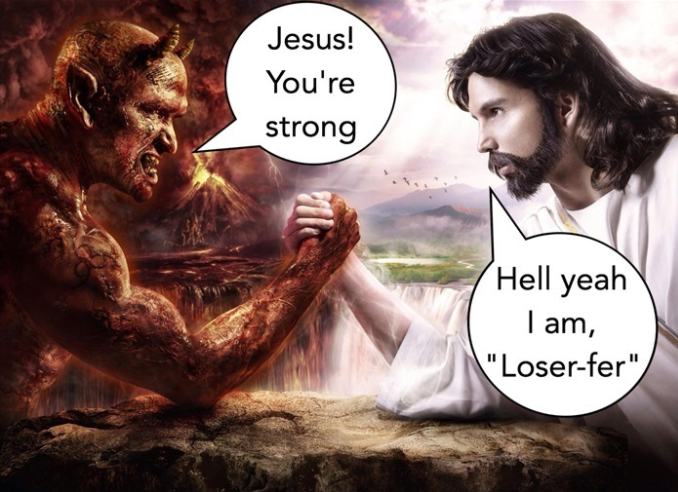 Jesus!
You're
strong
Hell yeah
I am,
"Loser-fer"